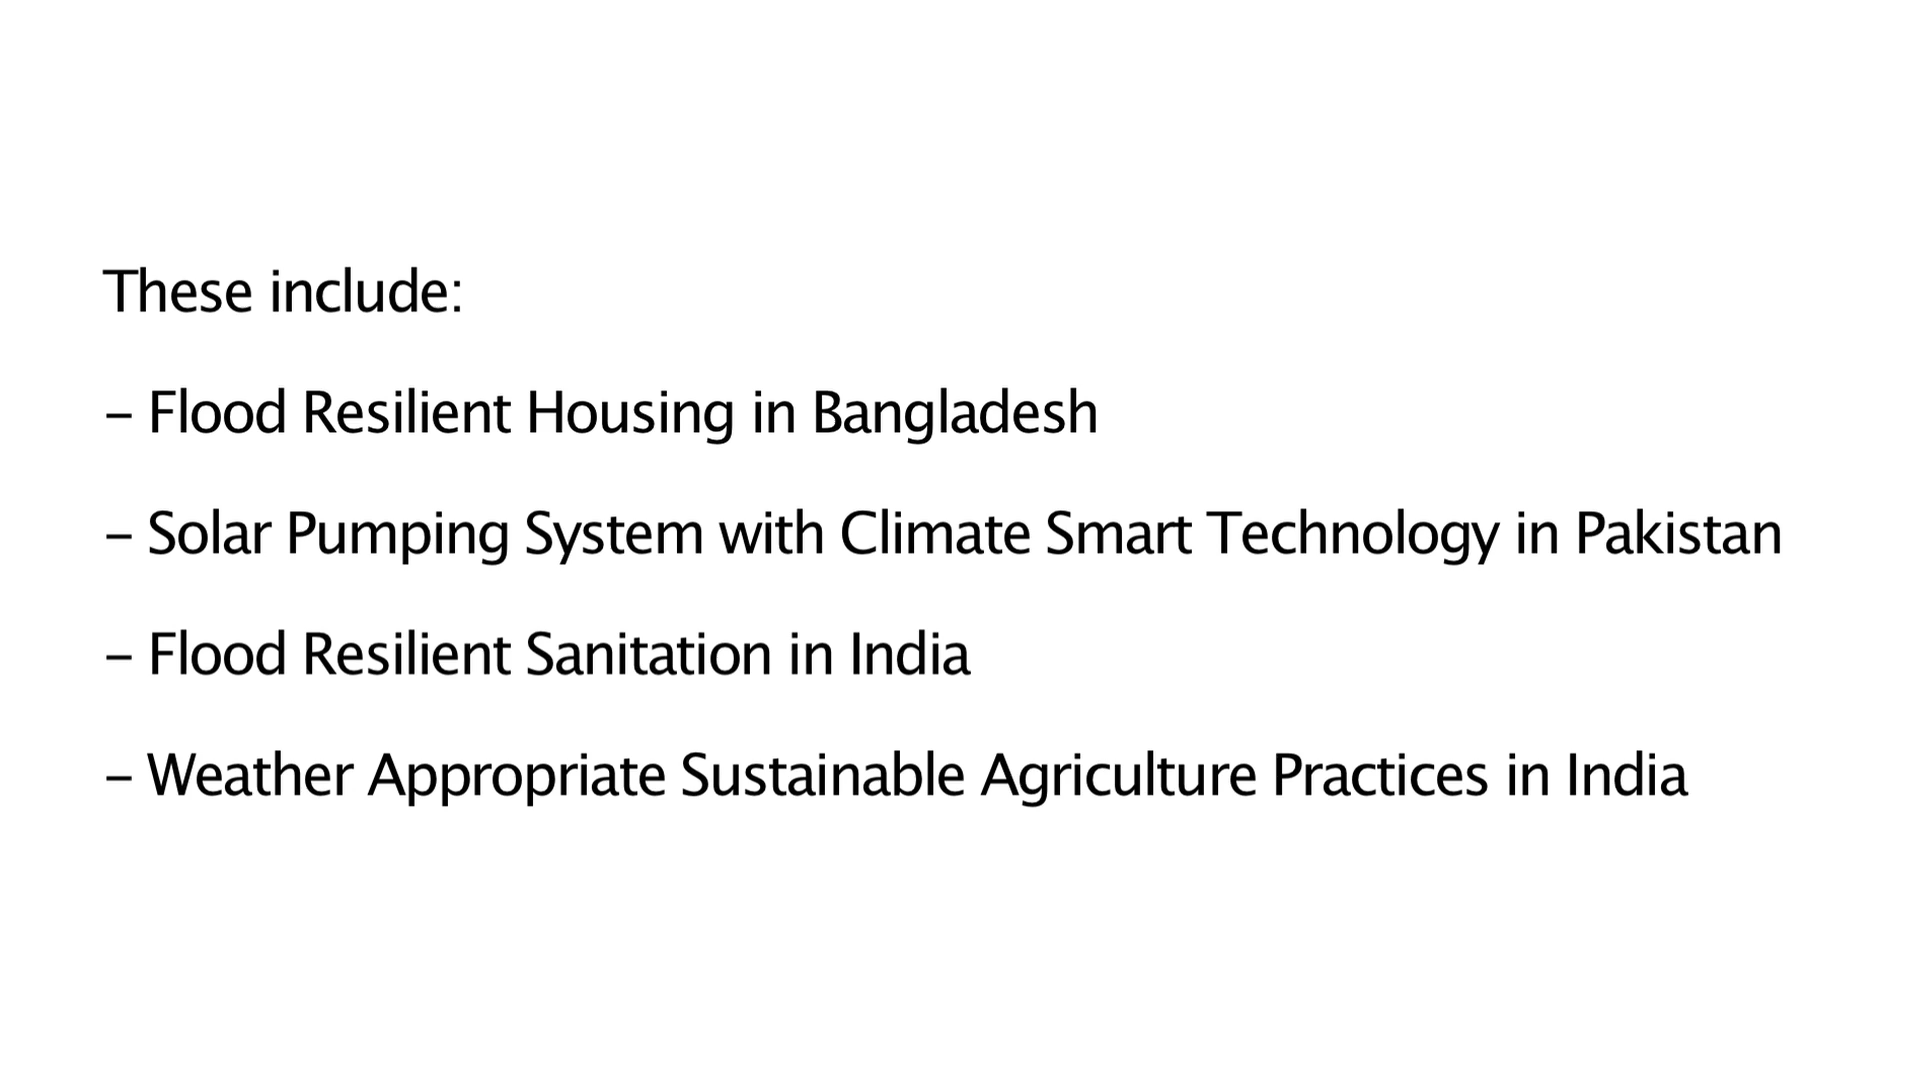 These include:
– Flood Resilient Housing in Bangladesh
– Solar Pumping System with Climate Smart Technology in Pakistan
– Flood Resilient Sanitation in India
– Weather Appropriate Sustainable Agriculture Practices in India